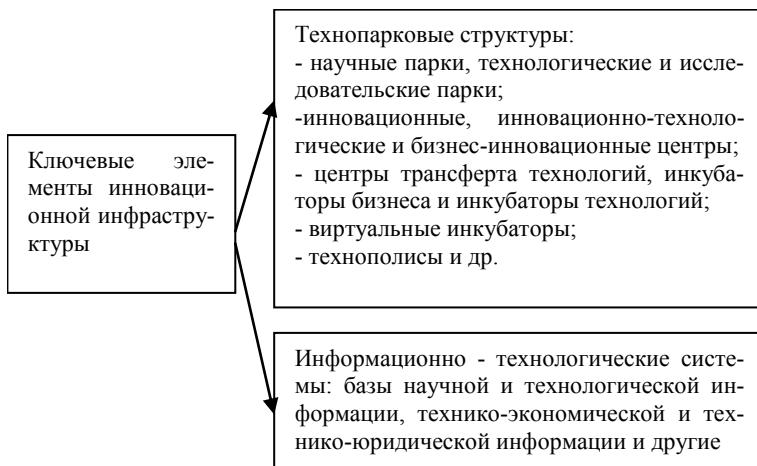 Ключевые эле-
менты инноваци-
онной инфрастру-
ктуры
Технопарковые структуры:
- научные парки, технологические и иссле-
довательские парки;
-инновационные, инновационно-техноло-
гические и бизнес-инновационные центры;
- центры трансферта технологий, инкуба-
торы бизнеса и инкубаторы технологий;
- виртуальные инкубаторы;
- технополисы и др.
Информационно - технологические систе-
мы: базы научной и технологической ин-
формации, технико-экономической и тех-
нико-юридической информации и другие